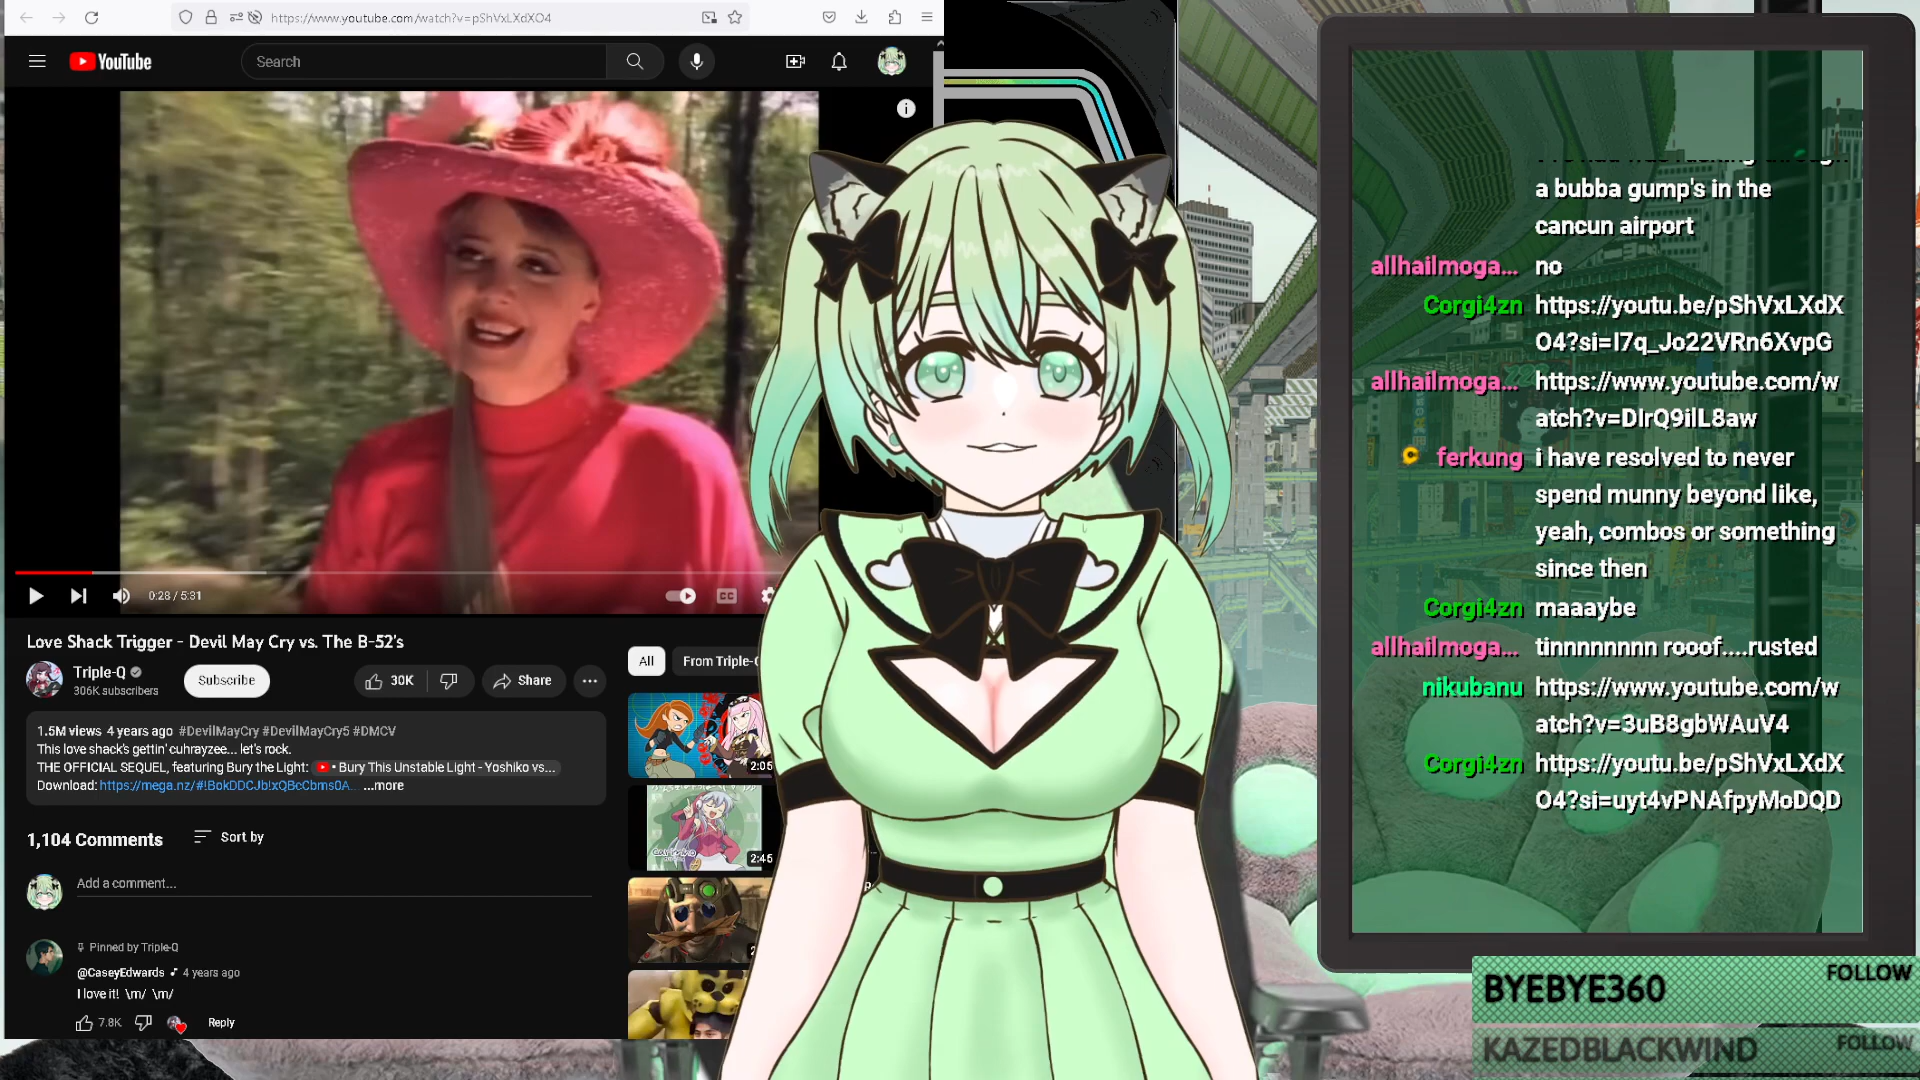 https://www.youtube.com/watch?v=pShVxLXdXO4
YouTube
Search
0:28 / 5:31
CC
Love Shack Trigger - Devil May Cry vs. The B-52's
Triple-Q
306K subscribers
Subscribe
30K
Share
1.5M views 4 years ago #DevilMayCry #DevilMayCry5 #DMCV
This love shack's gettin' cuhrayzee... let's rock.
THE OFFICIAL SEQUEL, featuring Bury the Light: • Bury This Unstable Light - Yoshiko vs...
Download: https://mega.nz/#!BokDDCJb!xQBcCbms0A... ...more
1,104 Comments
Sort by
Add a comment...
Pinned by Triple-Q
@CaseyEdwards 4 years ago
I love it! \m/ \m/
7.8K
Reply
All
From Triple-Q
2:05
2:45
a bubba gump's in the
cancun airport
allhailmoga... no
Corgi4zn https://youtu.be/pShVxLXdX
O4?si=I7q_Jo22VRn6XvpG
allhailmoga... https://www.youtube.com/w
atch?v=DIrQ9ilL8aw
ferkung i have resolved to never
spend munny beyond like,
yeah, combos or something
since then
Corgi4zn maaaybe
allhailmoga... tinnnnnnnn rooof....rusted
nikubanu https://www.youtube.com/w
atch?v=3uB8gbWAuV4
Corgi4zn https://youtu.be/pShVxLXdX
O4?si=uyt4vPNAfpyMoDQD
BYEBYE360 FOLLOW
KAZEDBLACKWIND FOLLOW